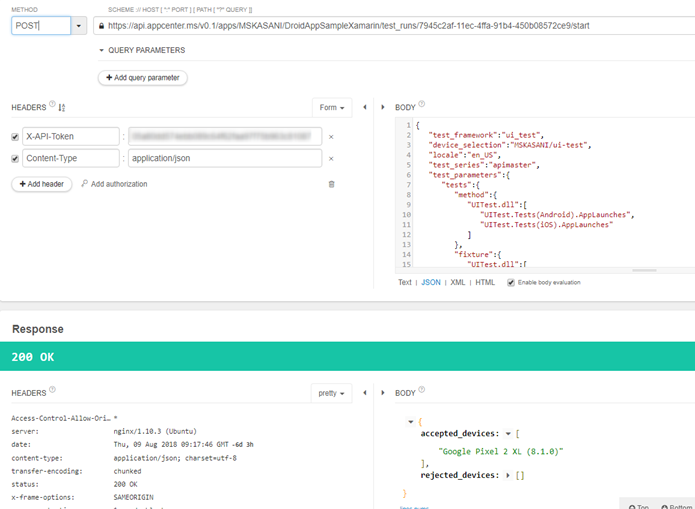 METHOD
SCHEME :// HOST [ ":" PORT ] [ PATH [ "?" QUERY ]]
POST
https://api.appcenter.ms/v0.1/apps/MSKASANI/DroidAppSampleXamarin/test_runs/7945c2af-11ec-4ffa-91b4-450b08572ce9/start
QUERY PARAMETERS
+ Add query parameter
HEADERS
Form
BODY
X-API-Token :
Content-Type : application/json
+ Add header
Add authorization
1 {
2 "test_framework":"ui_test",
3 "device_selection":"MSKASANI/ui-test",
4 "locale":"en_US",
5 "test_series":"apimaster",
6 "test_parameters":{
7 "tests":{
8 "method":{
9 "UITest.dll":[
10 "UITest.Tests(Android).AppLaunches",
11 "UITest.Tests(iOS).AppLaunches"
12 ]
13 },
14 "fixture":{
15 "UITest.dll":[
Text | JSON | XML | HTML
Enable body evaluation
Response
200 OK
HEADERS
pretty
BODY
Access-Control-Allow-Ori... *
server: nginx/1.10.3 (Ubuntu)
date: Thu, 09 Aug 2018 09:17:46 GMT -6d 3h
content-type: application/json; charset=utf-8
transfer-encoding: chunked
status: 200 OK
x-frame-options: SAMEORIGIN
{
accepted_devices: [
"Google Pixel 2 XL (8.1.0)"
],
rejected_devices: []
}
Top
Bottom